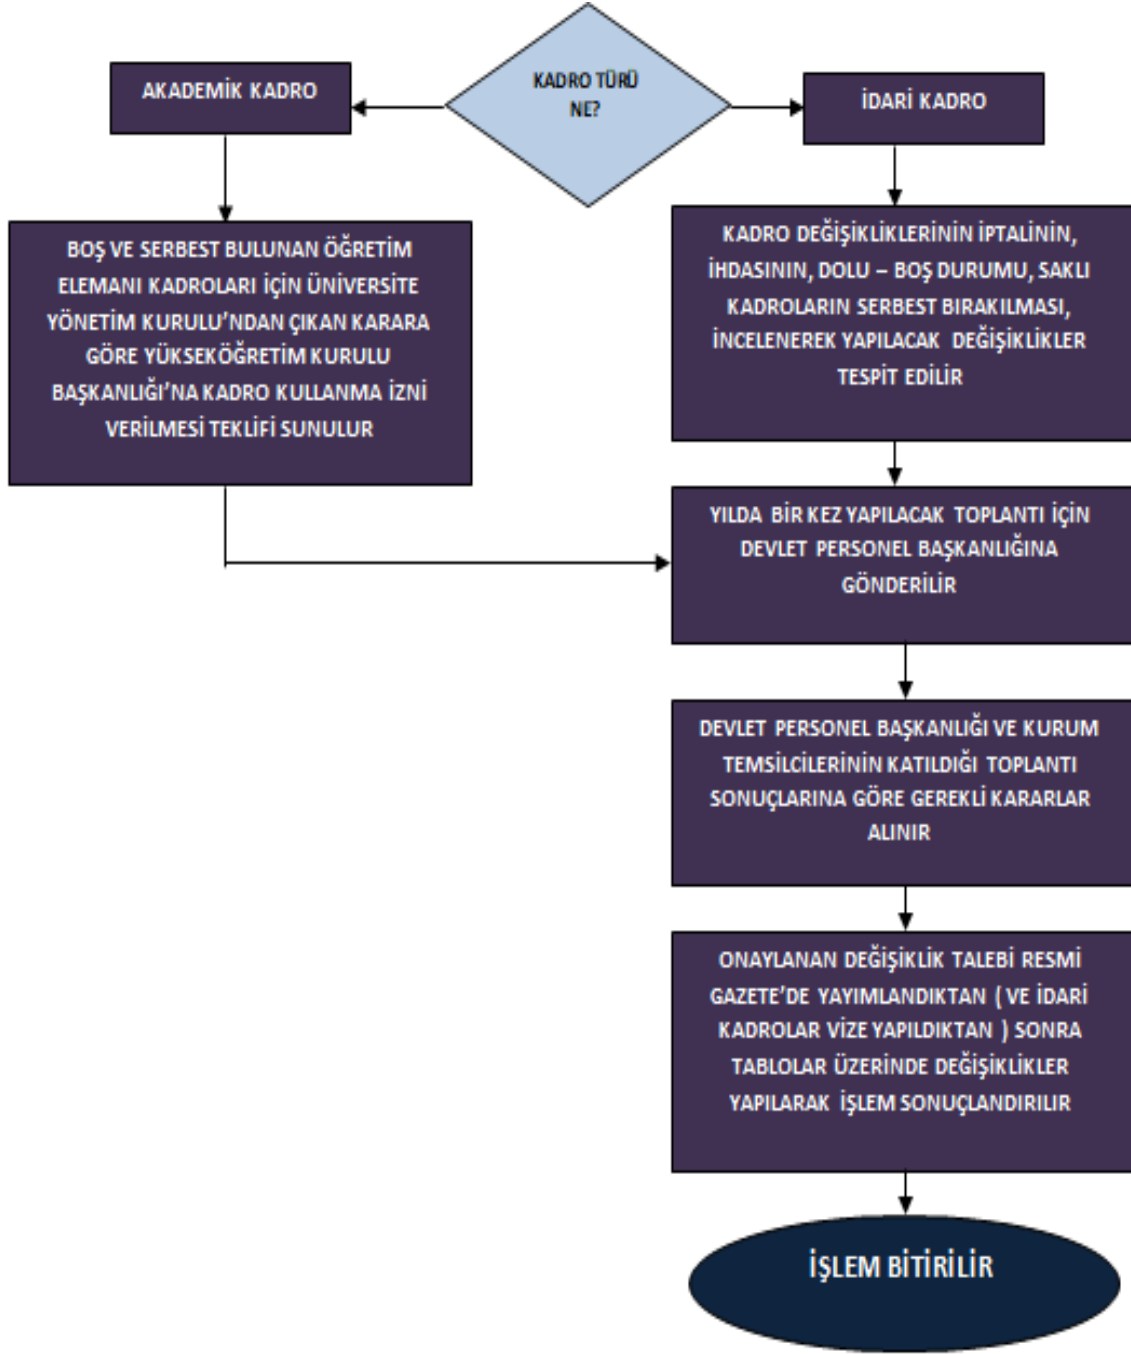 KADRO TÜRÜ
NE?
AKADEMİK KADRO
İDARİ KADRO
BOŞ VE SERBEST BULUNAN ÖĞRETİM
ELEMANI KADROLARI İÇİN ÜNİVERSİTE
YÖNETİM KURULU’NDAN ÇIKAN KARARA
GÖRE YÜKSEKÖĞRETİM KURULU
BAŞKANLIĞI’NA KADRO KULLANMA İZNİ
VERİLMESİ TEKLİFİ SUNULUR
KADRO DEĞİŞİKLİKLERİNİN İPTALİNİN,
İHDASININ, DOLU – BOŞ DURUMU, SAKLI
KADROLARIN SERBEST BIRAKILMASI,
İNCELENEREK YAPILACAK DEĞİŞİKLİKLER
TESPİT EDİLİR
YILDA BİR KEZ YAPILACAK TOPLANTI İÇİN
DEVLET PERSONEL BAŞKANLIĞINA
GÖNDERİLİR
DEVLET PERSONEL BAŞKANLIĞI VE KURUM
TEMSİLCİLERİNİN KATILDIĞI TOPLANTI
SONUÇLARINA GÖRE GEREKLİ KARARLAR
ALINIR
ONAYLANAN DEĞİŞİKLİK TALEBİ RESMİ
GAZETE’DE YAYIMLANDIKTAN ( VE İDARİ
KADROLAR VİZE YAPILDIKTAN ) SONRA
TABLOLAR ÜZERİNDE DEĞİŞİKLİKLER
YAPILARAK İŞLEM SONUÇLANDIRILIR
İŞLEM BİTİRİLİR